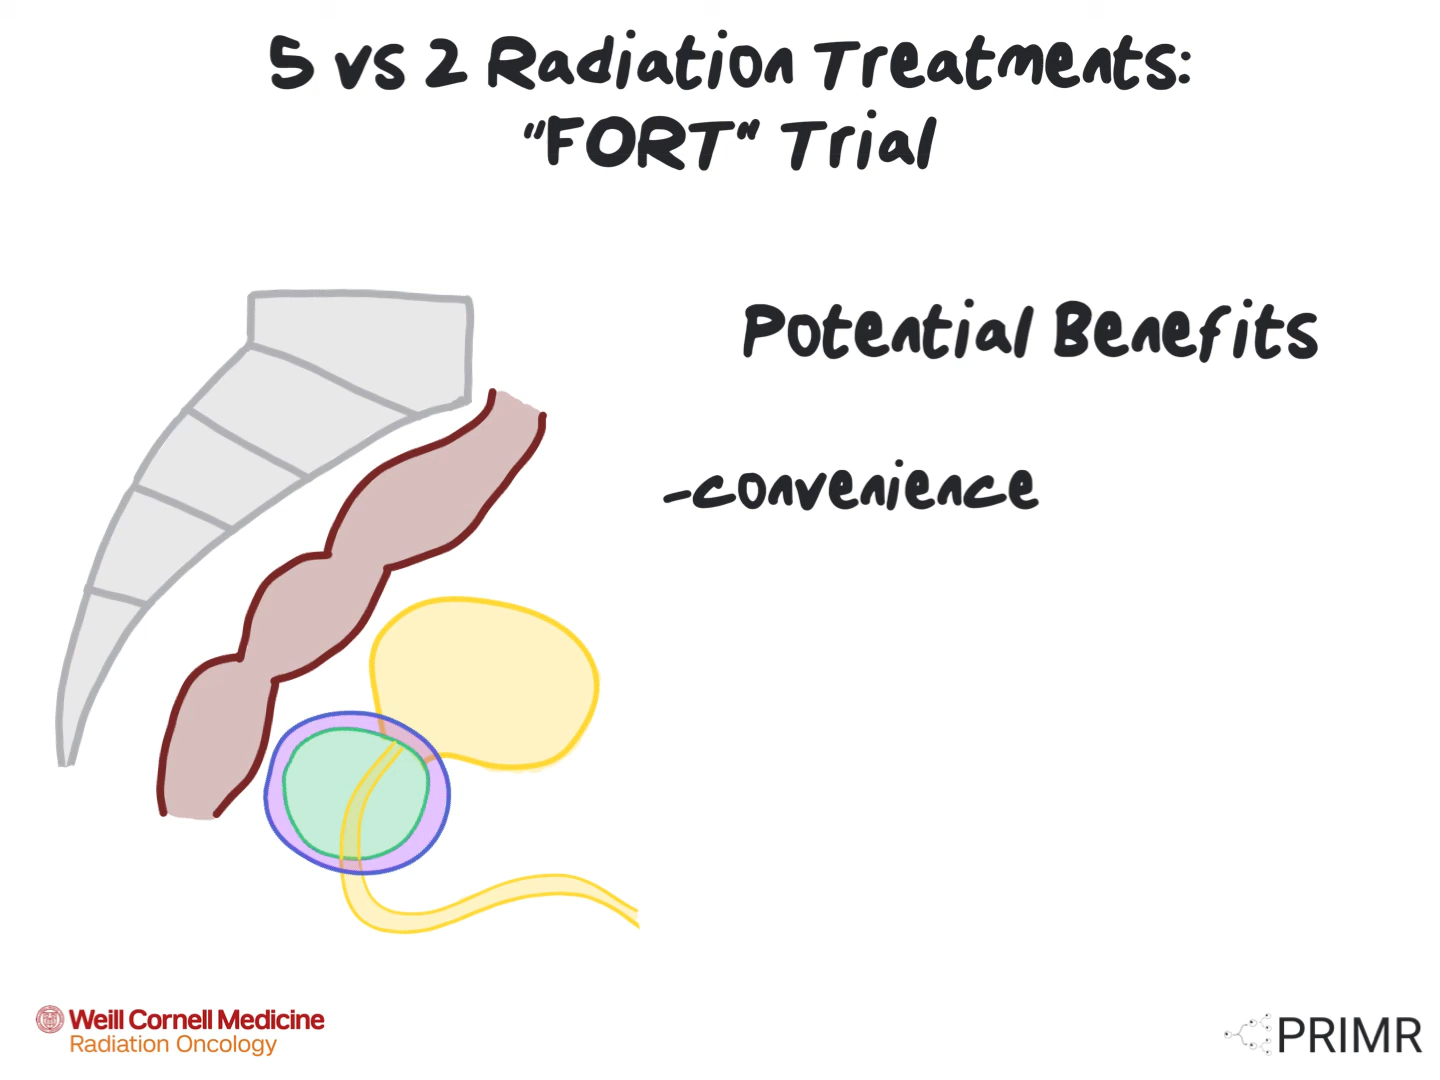 5 vs 2 Radiation Treatments:
"FORT" Trial
Potential Benefits
-convenience
Weill Cornell Medicine
Radiation Oncology
PRIMR